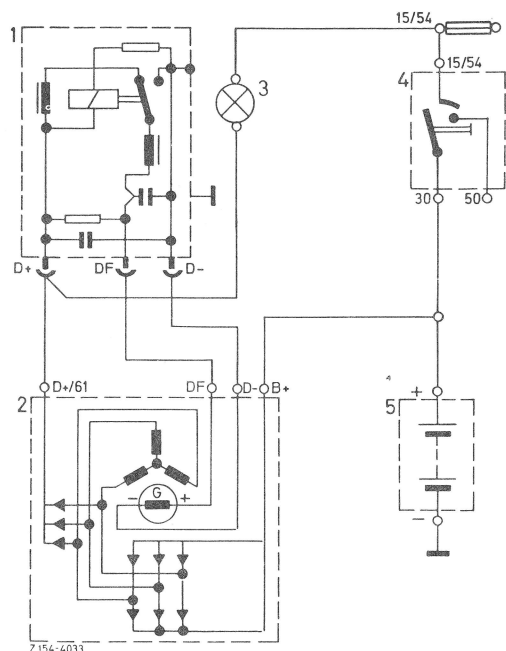 15/54
1
15/54
3
4
30
50
D+
DF
D-
D+/61
DF
D-
B+
+
5
2
G
-
+
-
Z 154-4033